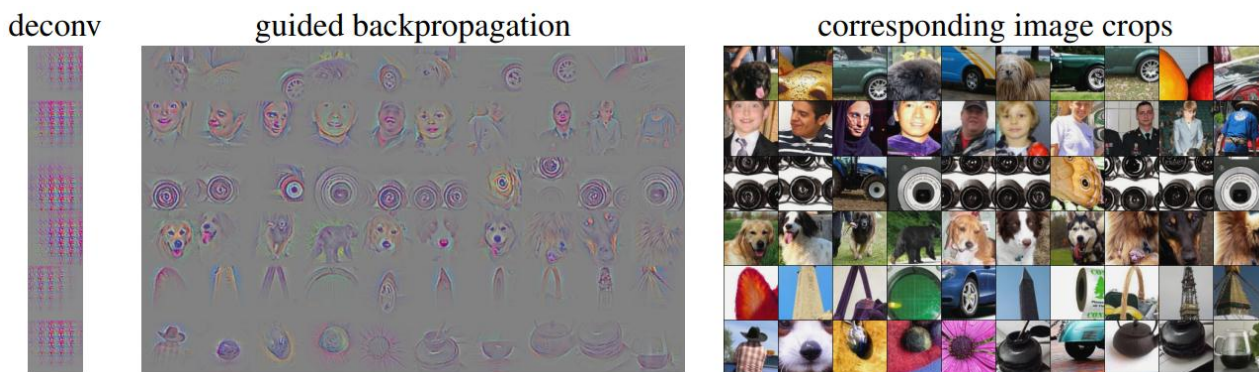 deconv
guided backpropagation
corresponding image crops